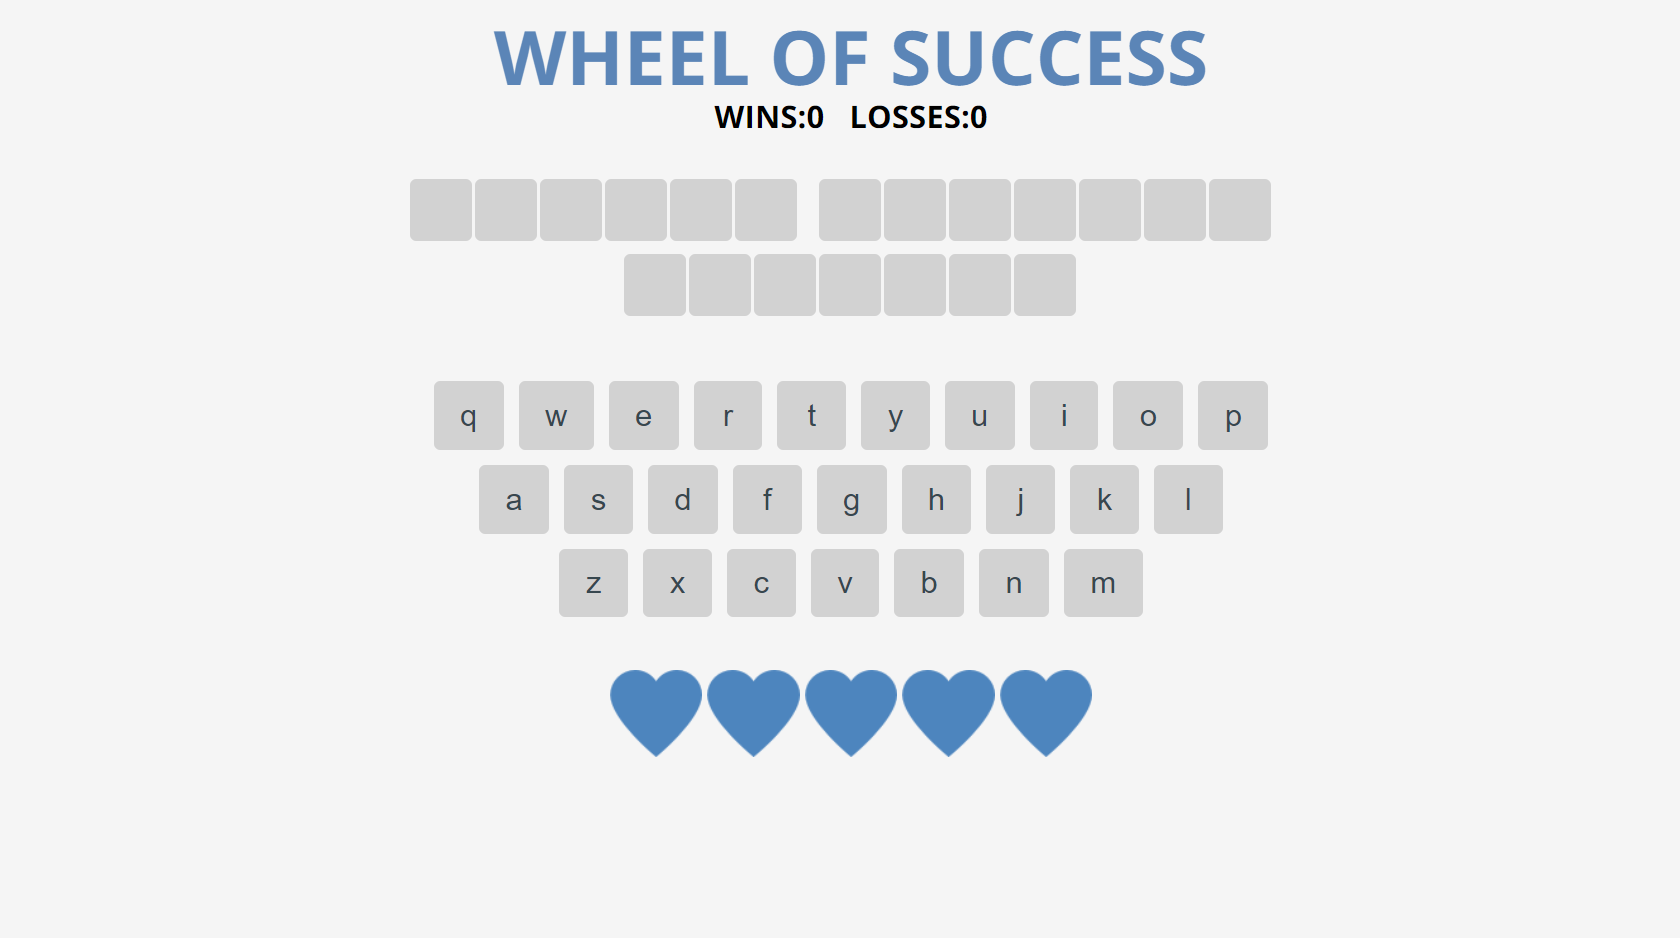 WHEEL OF SUCCESS
WINS:0 LOSSES:0
q w e r t y u i o p
a s d f g h j k l
z x c v b n m